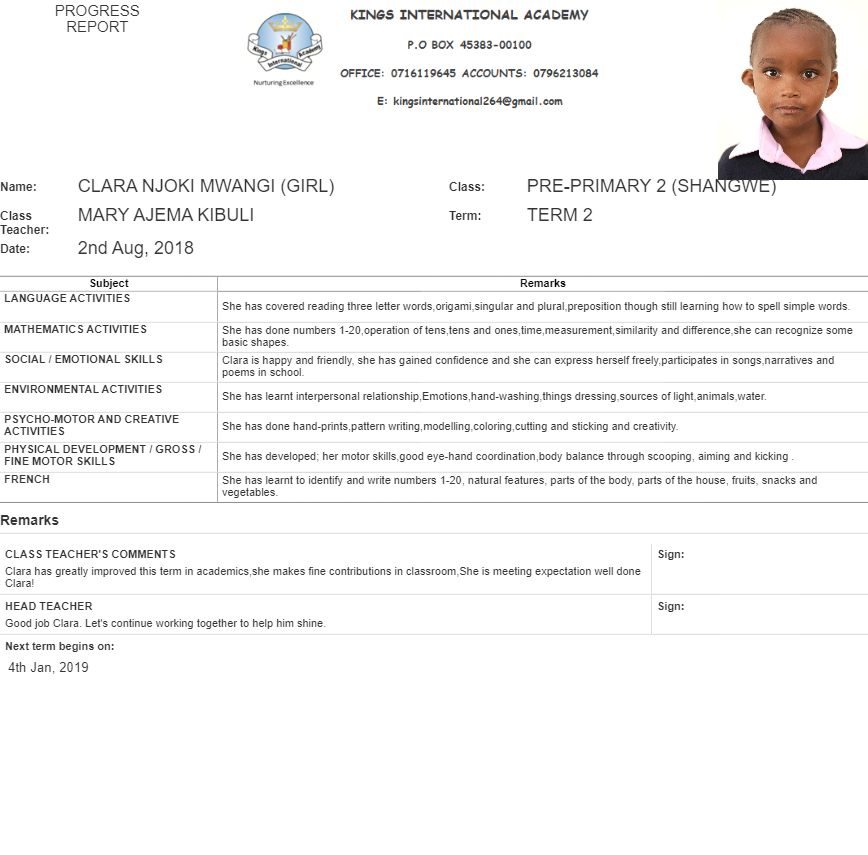 PROGRESS
REPORT
Kings Academy
International
Nurturing Excellence
KINGS INTERNATIONAL ACADEMY
P.O BOX 45383-00100
OFFICE: 0716119645 ACCOUNTS: 0796213084
E: kingsinternational264@gmail.com
Name: CLARA NJOKI MWANGI (GIRL) Class: PRE-PRIMARY 2 (SHANGWE)
Class Teacher: MARY AJEMA KIBULI Term: TERM 2
Date: 2nd Aug, 2018
Subject Remarks
LANGUAGE ACTIVITIES
She has covered reading three letter words,origami,singular and plural,preposition though still learning how to spell simple words.
MATHEMATICS ACTIVITIES
She has done numbers 1-20,operation of tens,tens and ones,time,measurement,similarity and difference,she can recognize some
basic shapes.
SOCIAL / EMOTIONAL SKILLS
Clara is happy and friendly, she has gained confidence and she can express herself freely,participates in songs,narratives and
poems in school.
ENVIRONMENTAL ACTIVITIES
She has learnt interpersonal relationship,Emotions,hand-washing,things dressing,sources of light,animals,water.
PSYCHO-MOTOR AND CREATIVE
ACTIVITIES
She has done hand-prints,pattern writing,modelling,coloring,cutting and sticking and creativity.
PHYSICAL DEVELOPMENT / GROSS /
FINE MOTOR SKILLS
She has developed; her motor skills,good eye-hand coordination,body balance through scooping, aiming and kicking .
FRENCH
She has learnt to identify and write numbers 1-20, natural features, parts of the body, parts of the house, fruits, snacks and
vegetables.
Remarks
CLASS TEACHER'S COMMENTS
Clara has greatly improved this term in academics,she makes fine contributions in classroom,She is meeting expectation well done
Clara!
Sign:
HEAD TEACHER
Good job Clara. Let's continue working together to help him shine.
Sign:
Next term begins on:
4th Jan, 2019